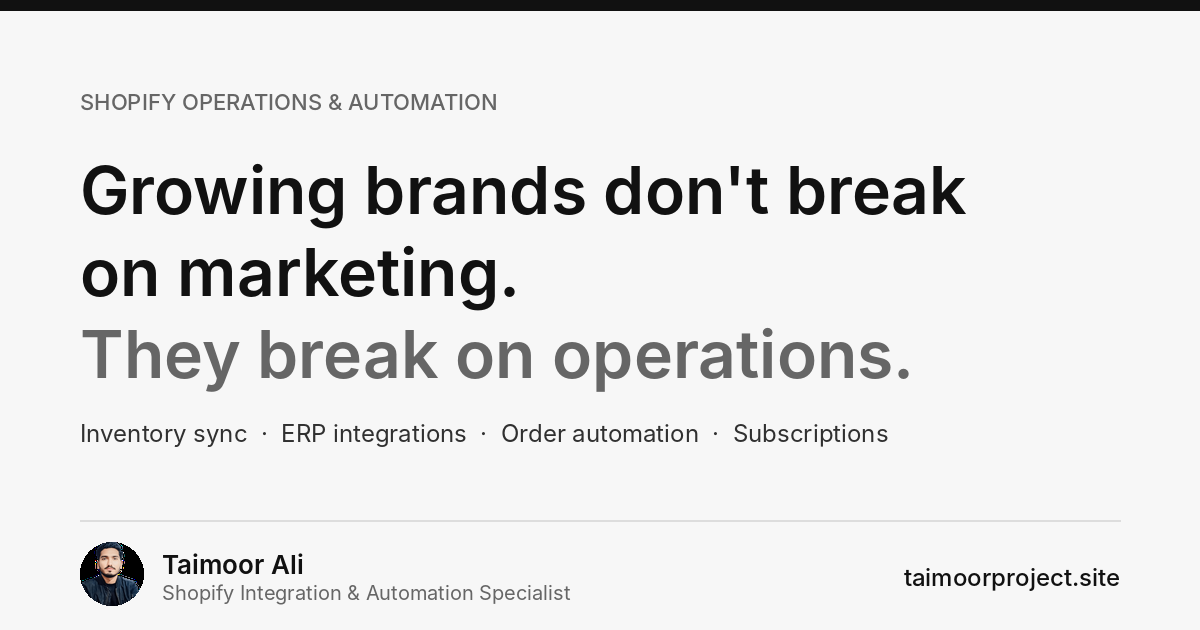 SHOPIFY OPERATIONS & AUTOMATION
Growing brands don't break
on marketing.
They break on operations.
Inventory sync · ERP integrations · Order automation · Subscriptions
Taimoor Ali
Shopify Integration & Automation Specialist
taimoorproject.site